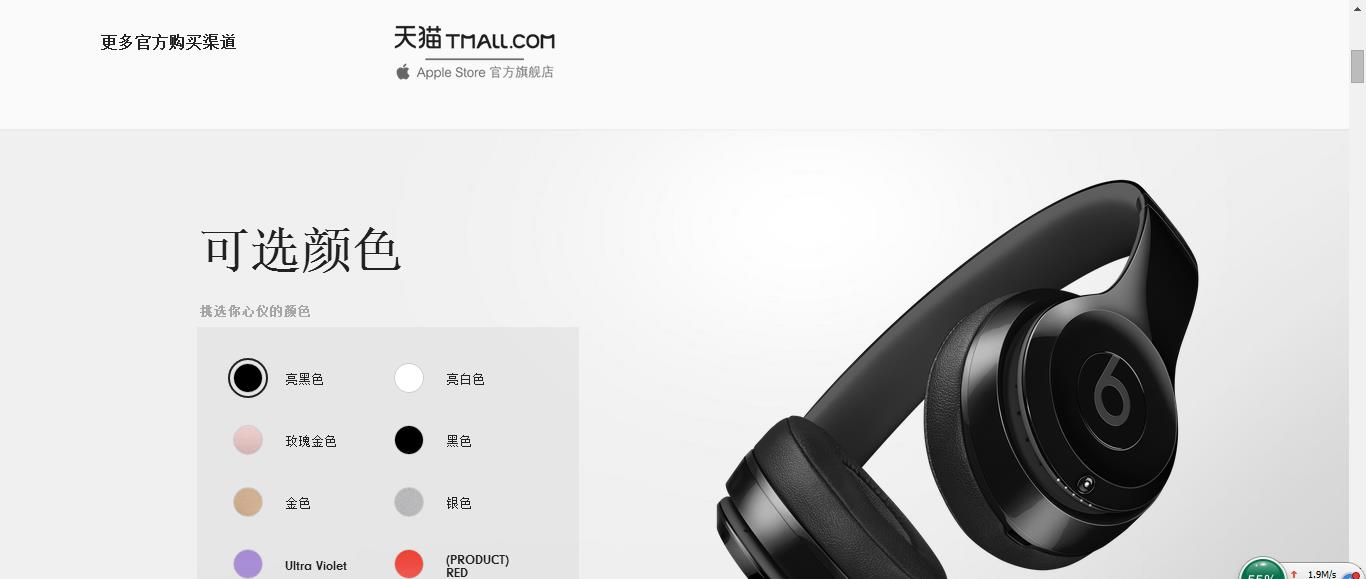 更多官方购买渠道
天猫 TMALL.COM
Apple Store 官方旗舰店
可选颜色
挑选你心仪的颜色
亮黑色
亮白色
玫瑰金色
黑色
金色
银色
Ultra Violet
(PRODUCT)
RED
55%
1.9M/s